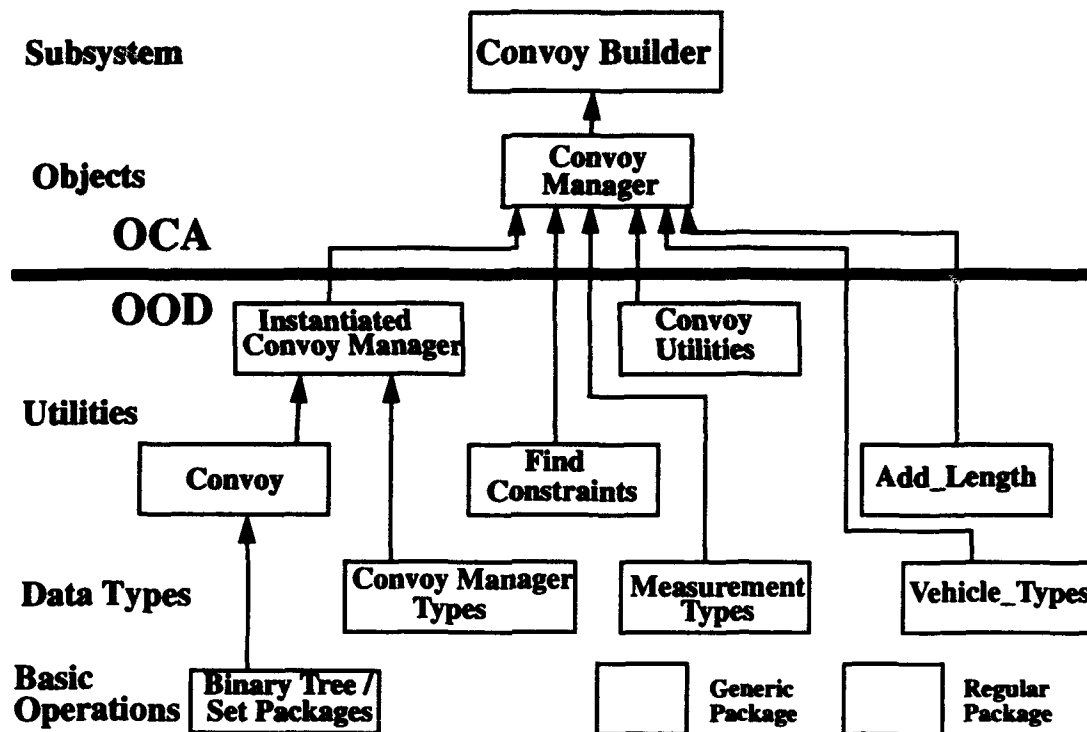 Subsystem
Convoy Builder
Objects
Convoy
Manager
OCA
OOD
Instantiated
Convoy Manager
Convoy
Utilities
Utilities
Convoy
Find
Constraints
Add_Length
Data Types
Convoy Manager
Types
Measurement
Types
Vehicle_Types
Basic
Operations
Binary Tree /
Set Packages
Generic
Package
Regular
Package